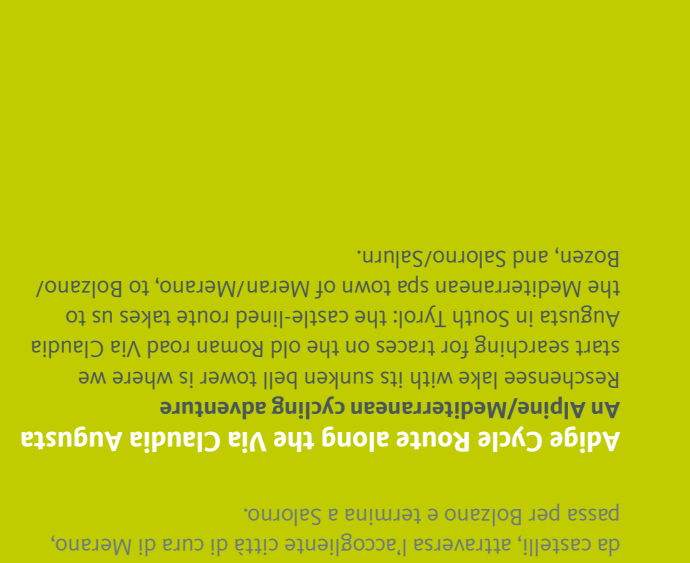 da castelli, attraversa l'accogliente città di cura di Merano,
passa per Bolzano e termina a Salorno.
Adige Cycle Route along the Via Claudia Augusta
An Alpine/Mediterranean cycling adventure
Reschensee lake with its sunken bell tower is where we
start searching for traces on the old Roman road Via Claudia
Augusta in South Tyrol: the castle-lined route takes us to
the Mediterranean spa town of Meran/Merano, to Bolzano/
Bozen, and Salorno/Salurn.